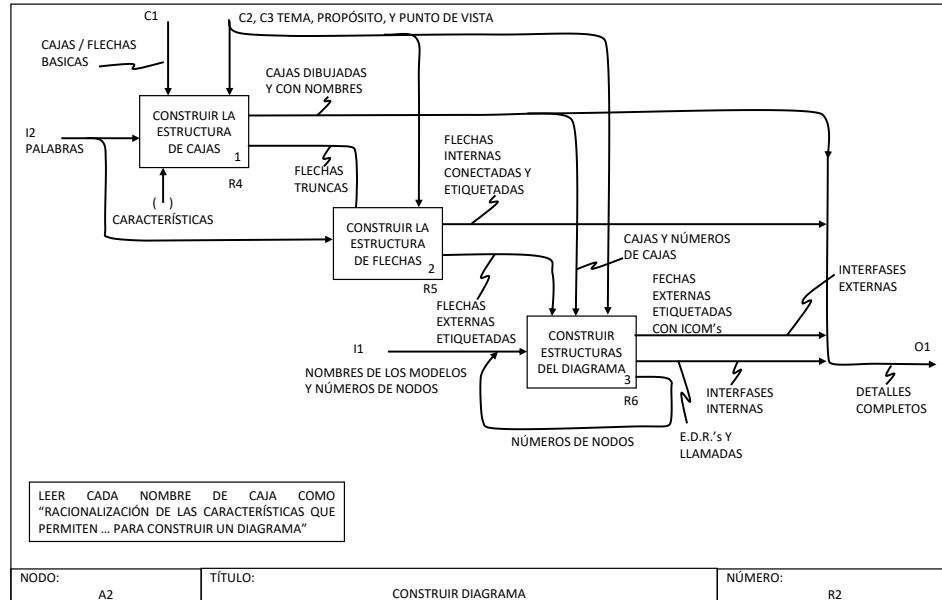 C1
C2, C3 TEMA, PROPÓSITO, Y PUNTO DE VISTA
CAJAS / FLECHAS
BASICAS
CAJAS DIBUJADAS
Y CON NOMBRES
CONSTRUIR LA
ESTRUCTURA
DE CAJAS
1
R4
I2
PALABRAS
( )
CARACTERÍSTICAS
FLECHAS
TRUNCAS
FLECHAS
INTERNAS
CONECTADAS Y
ETIQUETADAS
CONSTRUIR LA
ESTRUCTURA
DE FLECHAS
2
R5
CAJAS Y NÚMEROS
DE CAJAS
FLECHAS
EXTERNAS
ETIQUETADAS
FECHAS
EXTERNAS
ETIQUETADAS
CON ICOM's
INTERFASES
EXTERNAS
I1
NOMBRES DE LOS MODELOS
Y NÚMEROS DE NODOS
CONSTRUIR
ESTRUCTURAS
DEL DIAGRAMA
3
R6
O1
DETALLES
COMPLETOS
INTERFASES
INTERNAS
NÚMEROS DE NODOS
E.D.R.'s Y
LLAMADAS
LEER CADA NOMBRE DE CAJA COMO
"RACIONALIZACIÓN DE LAS CARACTERÍSTICAS QUE
PERMITEN ... PARA CONSTRUIR UN DIAGRAMA"
NODO:
A2
TÍTULO:
CONSTRUIR DIAGRAMA
NÚMERO:
R2